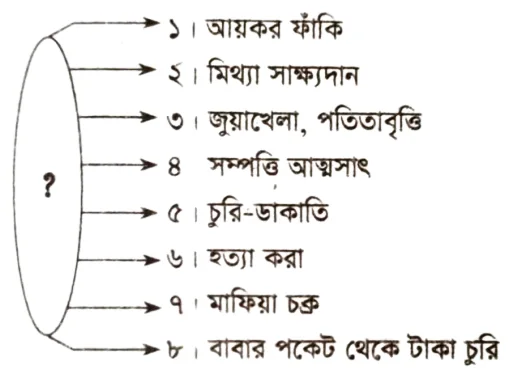 ১। আয়কর ফাঁকি
২। মিথ্যা সাক্ষ্যদান
৩। জুয়াখেলা, পতিতাবৃত্তি
?
৪ সম্পত্তি আত্মসাৎ
৫। চুরি-ডাকাতি
৬। হত্যা করা
৭। মাফিয়া চক্র
৮। বাবার পকেট থেকে টাকা চুরি